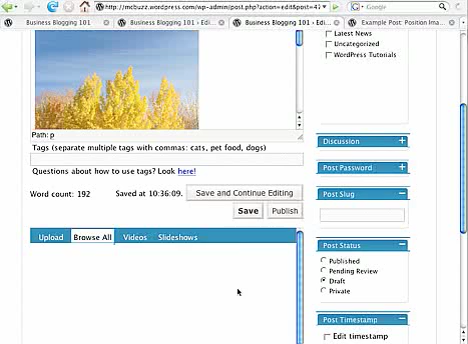 http://mcbuzz.wordpress.com/wp-admin/post.php?action=edit&post=4
Google
Business Blogging 101
Business Blogging 101 › Edi...
Business Blogging 101 › Edi...
Example Post: Position Ima...
Latest News
Uncategorized
WordPress Tutorials
Path: p
Tags (separate multiple tags with commas: cats, pet food, dogs)
Questions about how to use tags? Look here!
Word count: 192
Saved at 10:36:09.
Save and Continue Editing
Save
Publish
Upload
Browse All
Videos
Slideshows
Discussion
Post Password
Post Slug
Post Status
Published
Pending Review
Draft
Private
Post Timestamp
Edit timestamp